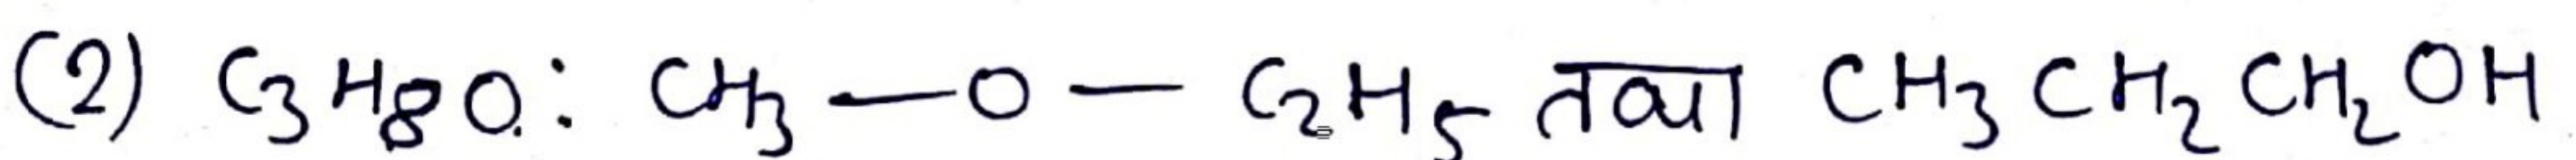 (2) C₃H₈O: CH₃—O—C₂H₅ तथा CH₃CH₂CH₂OH